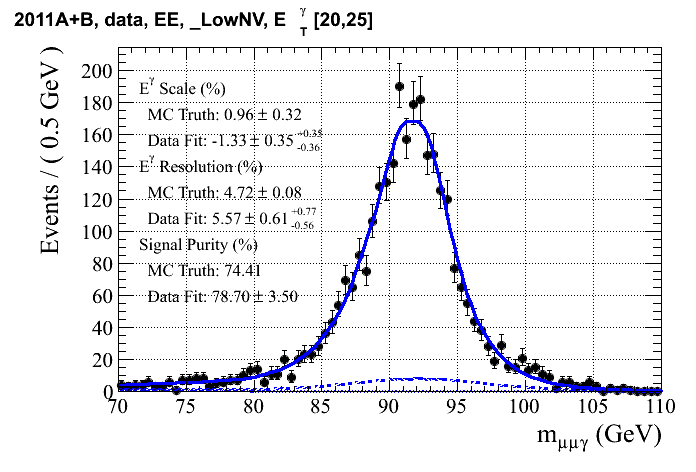 2011A+B, data, EE, _LowNV, E γ T [20,25]
Events / ( 0.5 GeV )
200
180
160
140
120
100
80
60
40
20
0
E^γ Scale (%)
MC Truth: 0.96 ± 0.32
Data Fit: -1.33 ± 0.35 +0.35 -0.36
E^γ Resolution (%)
MC Truth: 4.72 ± 0.08
Data Fit: 5.57 ± 0.61 +0.77 -0.56
Signal Purity (%)
MC Truth: 74.41
Data Fit: 78.70 ± 3.50
70 75 80 85 90 95 100 105 110
m_μμγ (GeV)